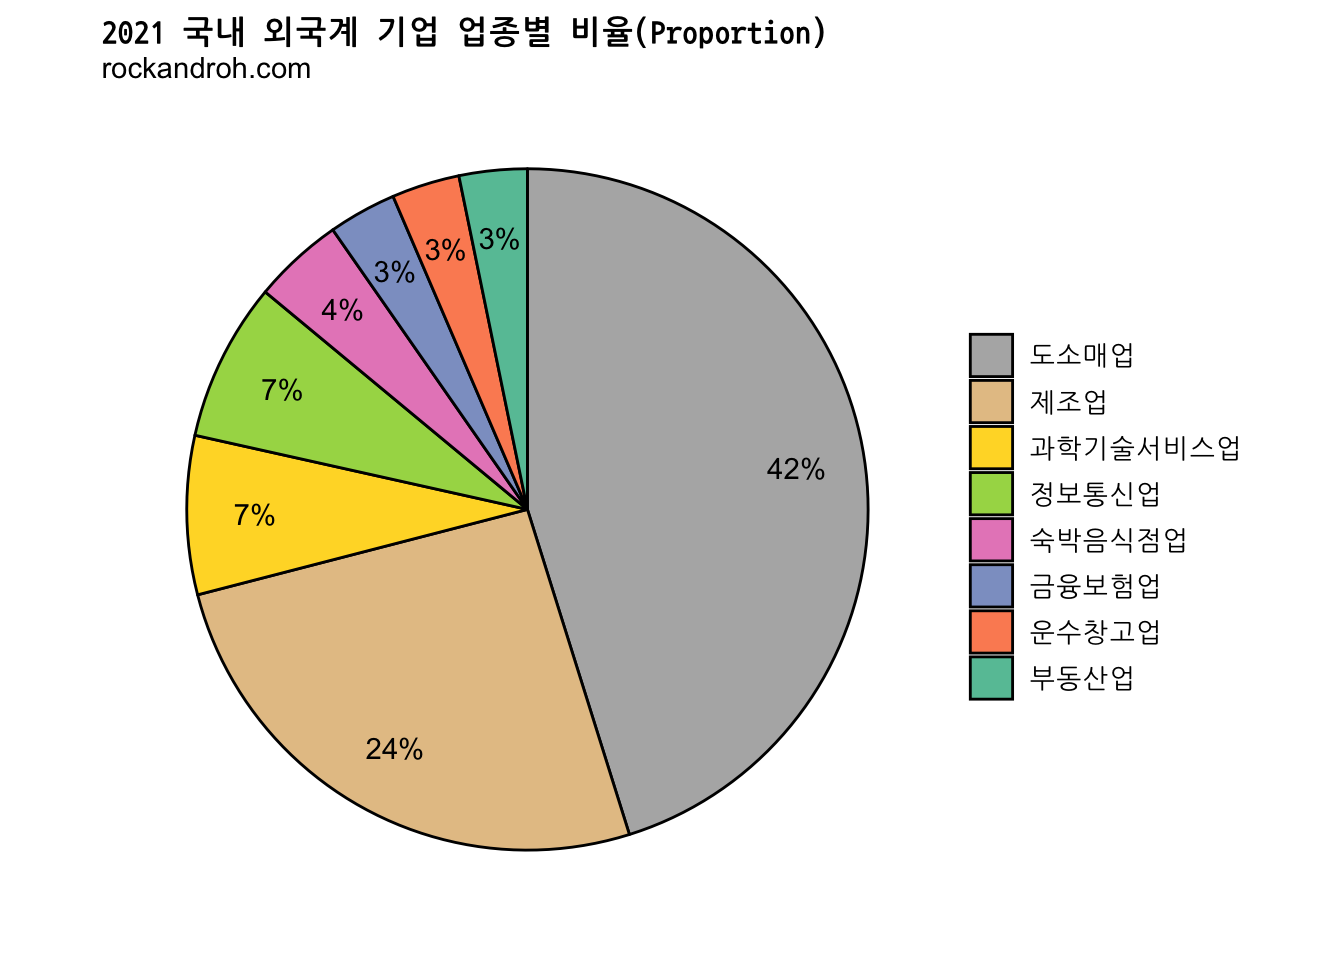 2021 국내 외국계 기업 업종별 비율(Proportion)
rockandroh.com
3%
3%
3%
4%
7%
42%
7%
24%
도소매업
제조업
과학기술서비스업
정보통신업
숙박음식점업
금융보험업
운수창고업
부동산업